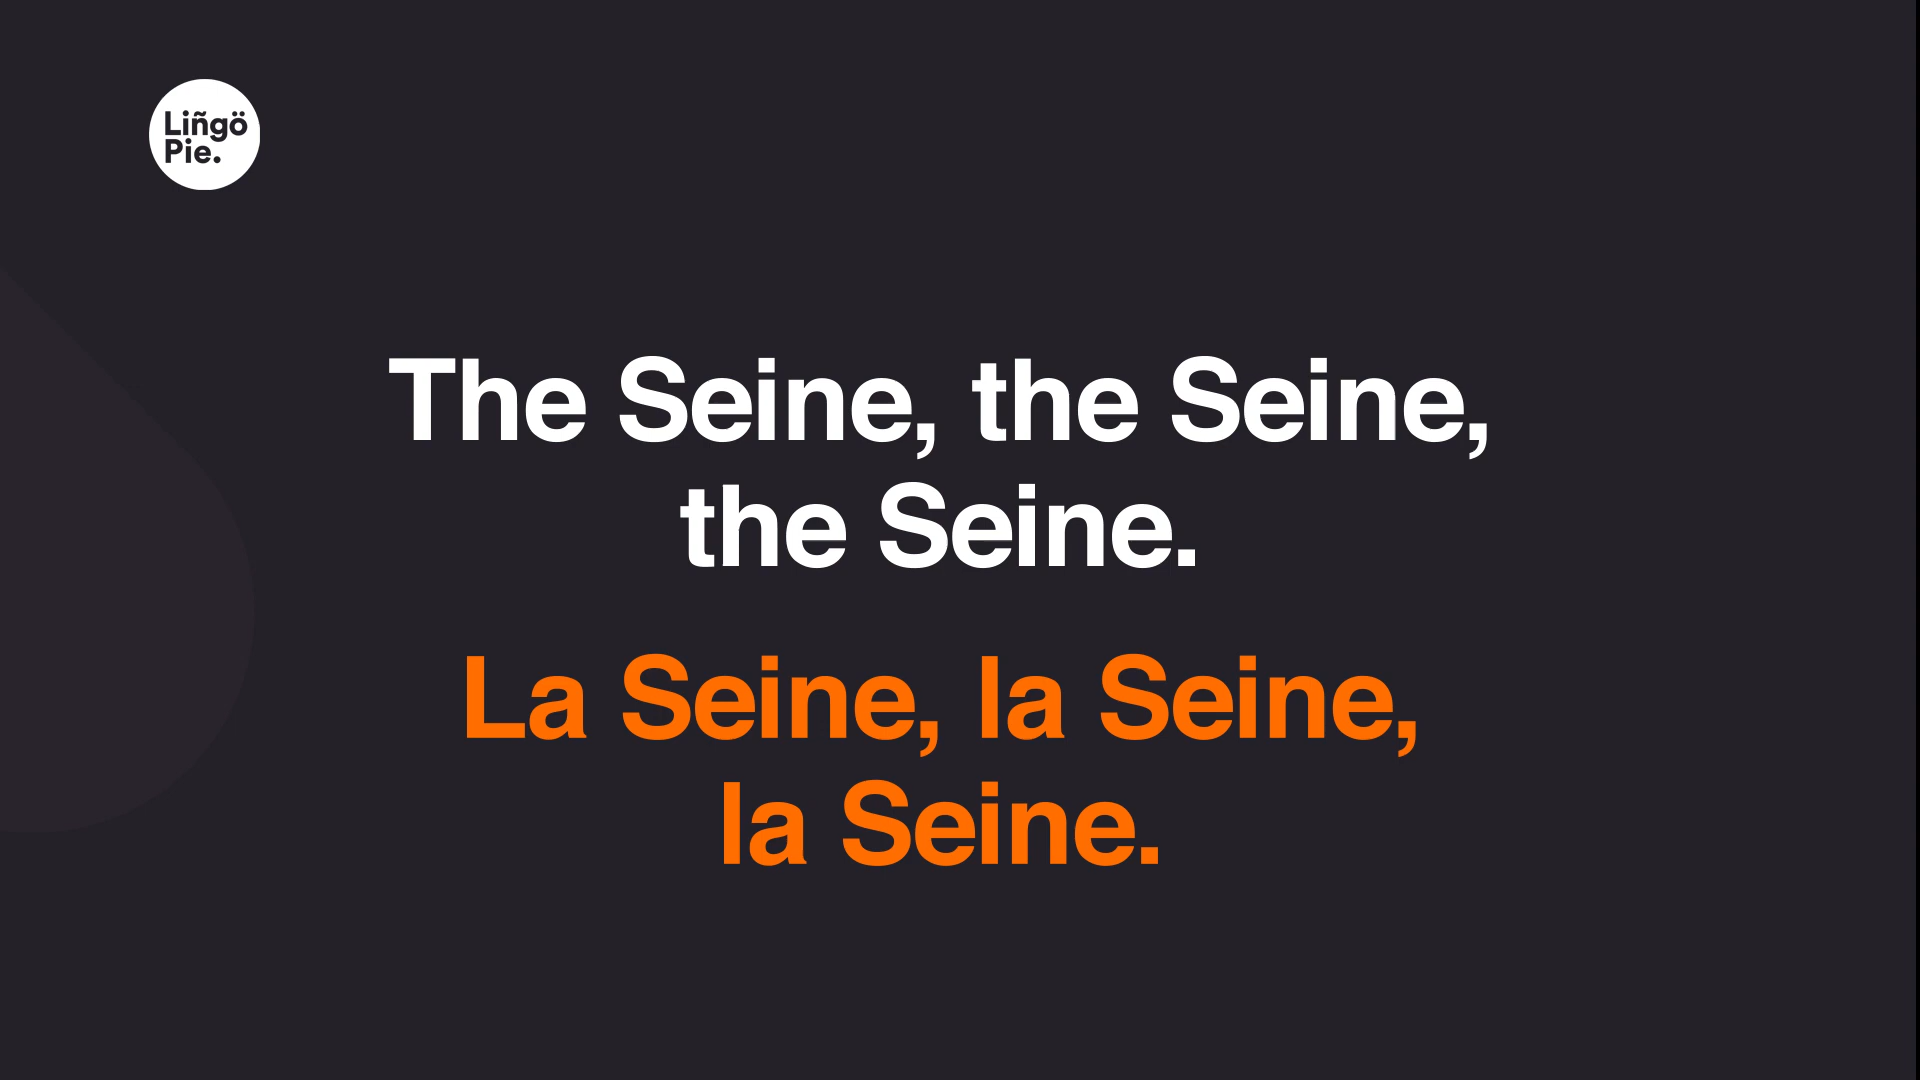 Liñgö
Pie.
The Seine, the Seine,
the Seine.
La Seine, la Seine,
la Seine.